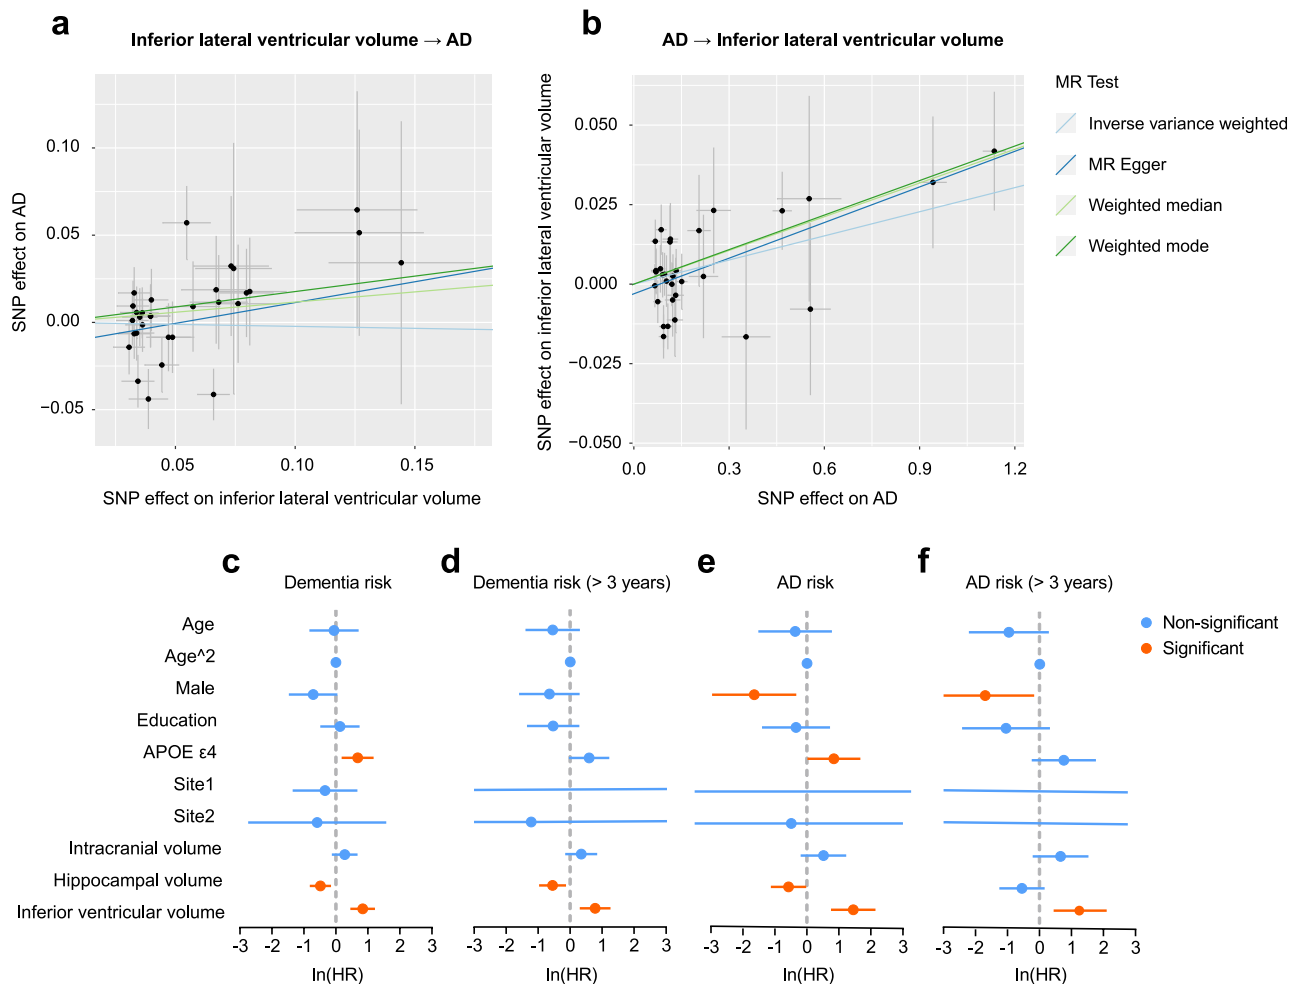 a
Inferior lateral ventricular volume → AD
SNP effect on AD
0.10
0.05
0.00
−0.05
0.05
0.10
0.15
SNP effect on inferior lateral ventricular volume
b
AD → Inferior lateral ventricular volume
SNP effect on inferior lateral ventricular volume
0.050
0.025
0.000
−0.025
−0.050
0.0
0.3
0.6
0.9
1.2
SNP effect on AD
MR Test
Inverse variance weighted
MR Egger
Weighted median
Weighted mode
c
Dementia risk
d
Dementia risk (> 3 years)
e
AD risk
f
AD risk (> 3 years)
Non-significant
Significant
Age
Age^2
Male
Education
APOE ε4
Site1
Site2
Intracranial volume
Hippocampal volume
Inferior ventricular volume
-3 -2 -1 0 1 2 3
ln(HR)
-3 -2 -1 0 1 2 3
ln(HR)
-3 -2 -1 0 1 2 3
ln(HR)
-3 -2 -1 0 1 2 3
ln(HR)